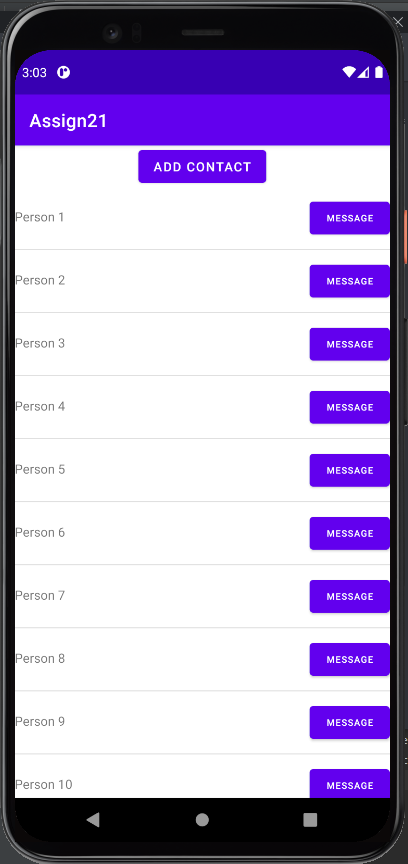 3:03
Assign21
ADD CONTACT
Person 1 MESSAGE
Person 2 MESSAGE
Person 3 MESSAGE
Person 4 MESSAGE
Person 5 MESSAGE
Person 6 MESSAGE
Person 7 MESSAGE
Person 8 MESSAGE
Person 9 MESSAGE
Person 10 MESSAGE